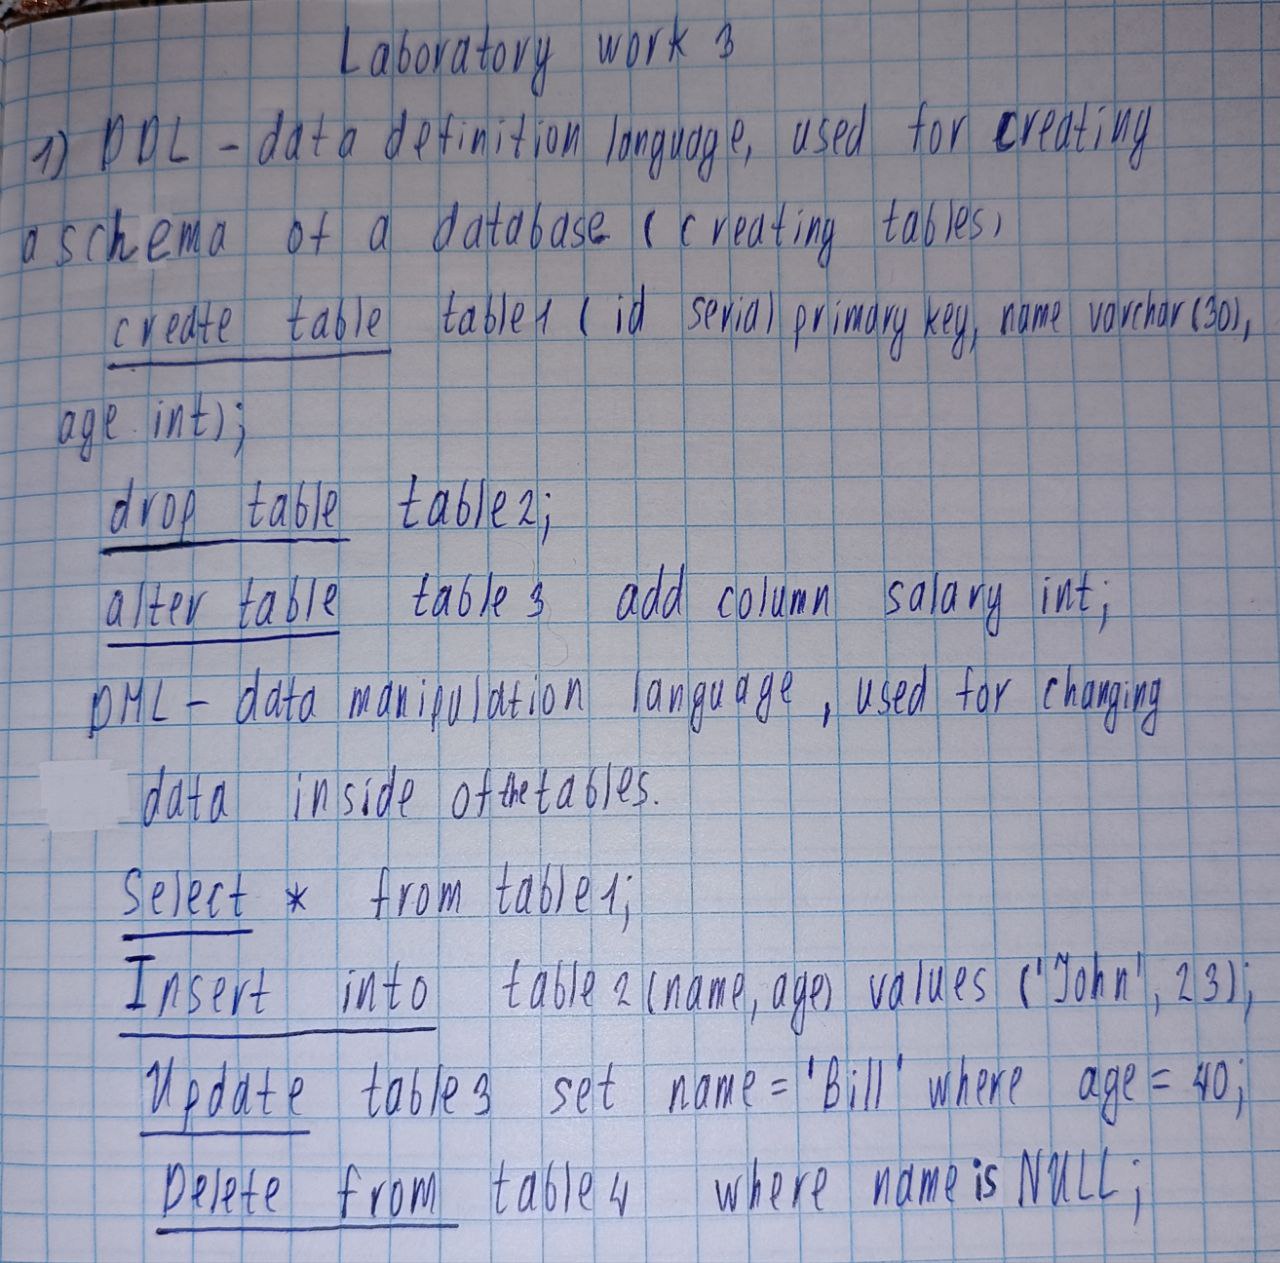 Laboratory work 3
1) DDL - data definition language, used for creating
a schema of a database (creating tables)
create table table1 (id serial primary key, name varchar(30),
age int);
drop table table2;
alter table table3 add column salary int;
DML - data manipulation language, used for changing
data inside of the tables.
Select * from table1;
Insert into table2 (name, age) values ('John', 23);
Update table3 set name = 'Bill' where age = 40;
Delete from table4 where name is NULL;